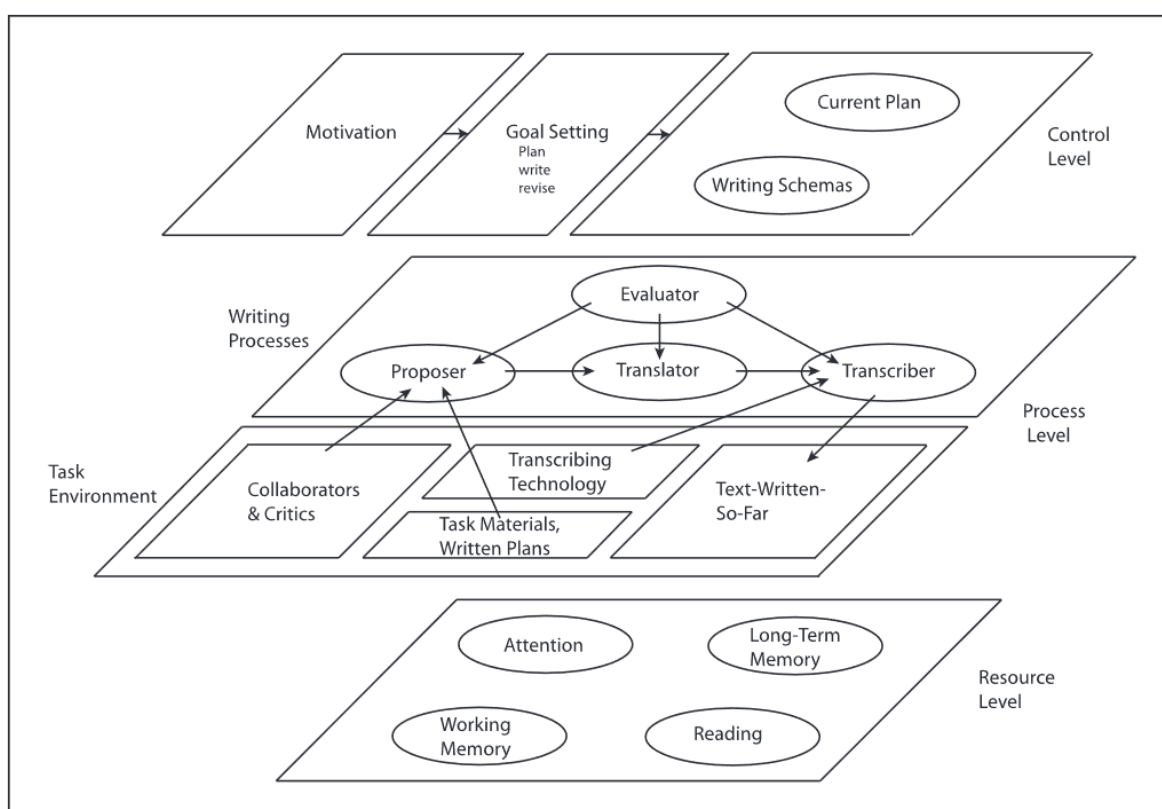 Motivation
Goal Setting
Plan
write
revise
Current Plan
Writing Schemas
Control
Level
Writing
Processes
Evaluator
Proposer
Translator
Transcriber
Process
Level
Task
Environment
Collaborators
& Critics
Transcribing
Technology
Task Materials,
Written Plans
Text-Written-
So-Far
Attention
Long-Term
Memory
Working
Memory
Reading
Resource
Level